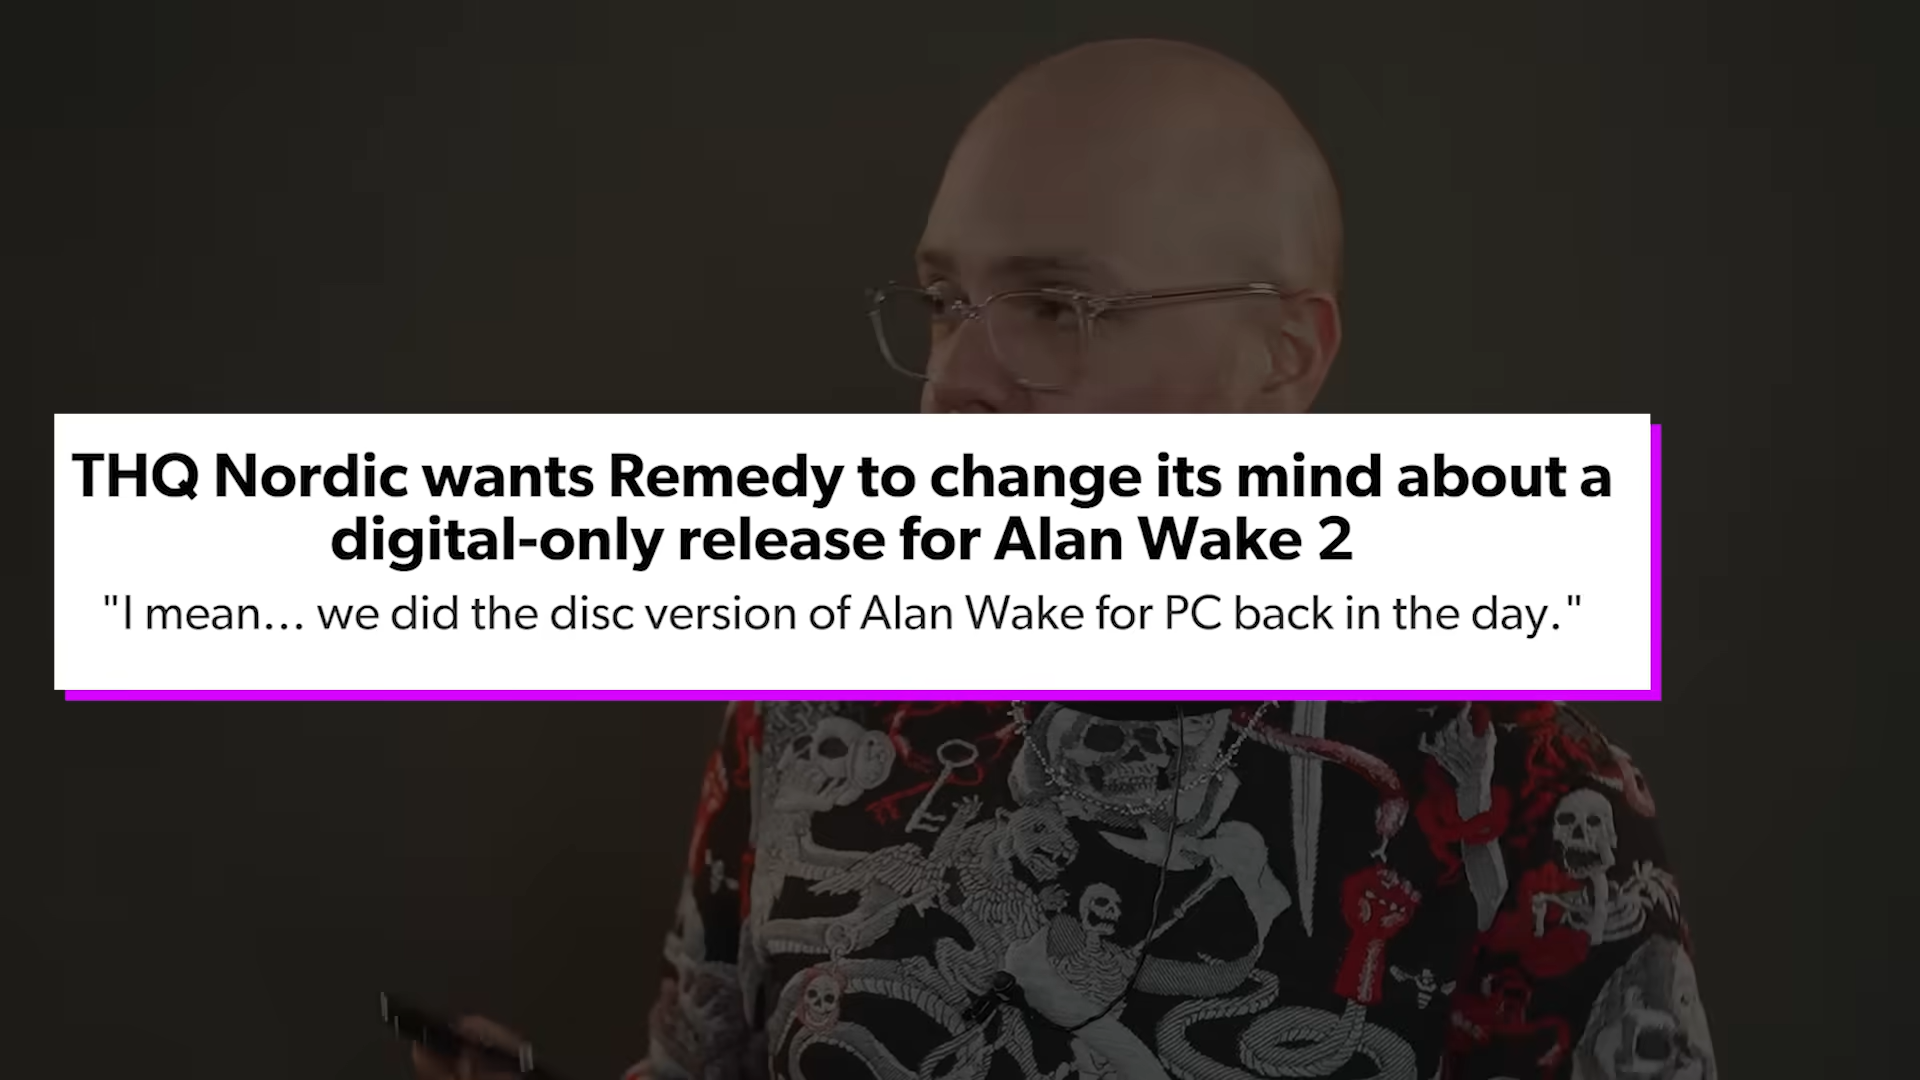 THQ Nordic wants Remedy to change its mind about a
digital-only release for Alan Wake 2
"I mean... we did the disc version of Alan Wake for PC back in the day."